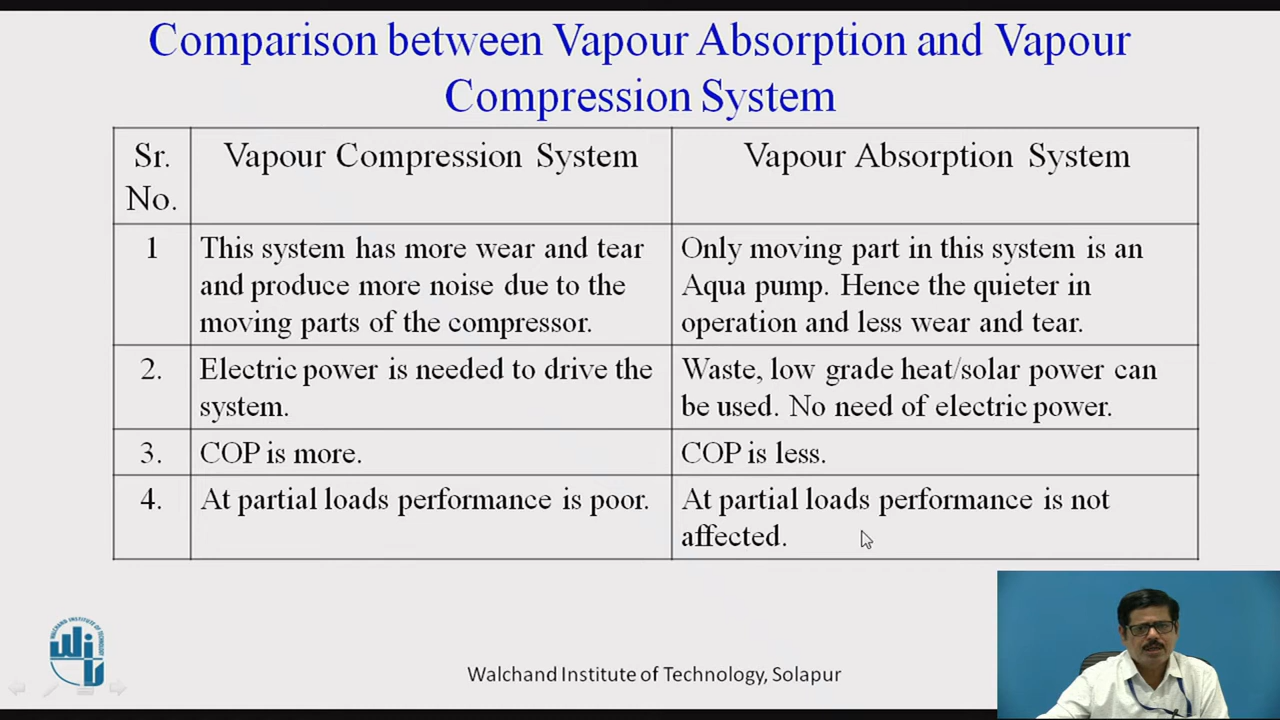 Comparison between Vapour Absorption and Vapour
Compression System
Sr.
No.
Vapour Compression System
Vapour Absorption System
1
This system has more wear and tear
and produce more noise due to the
moving parts of the compressor.
Only moving part in this system is an
Aqua pump. Hence the quieter in
operation and less wear and tear.
2.
Electric power is needed to drive the
system.
Waste, low grade heat/solar power can
be used. No need of electric power.
3.
COP is more.
COP is less.
4.
At partial loads performance is poor.
At partial loads performance is not
affected.
WALCHAND INSTITUTE OF TECHNOLOGY
Walchand Institute of Technology, Solapur